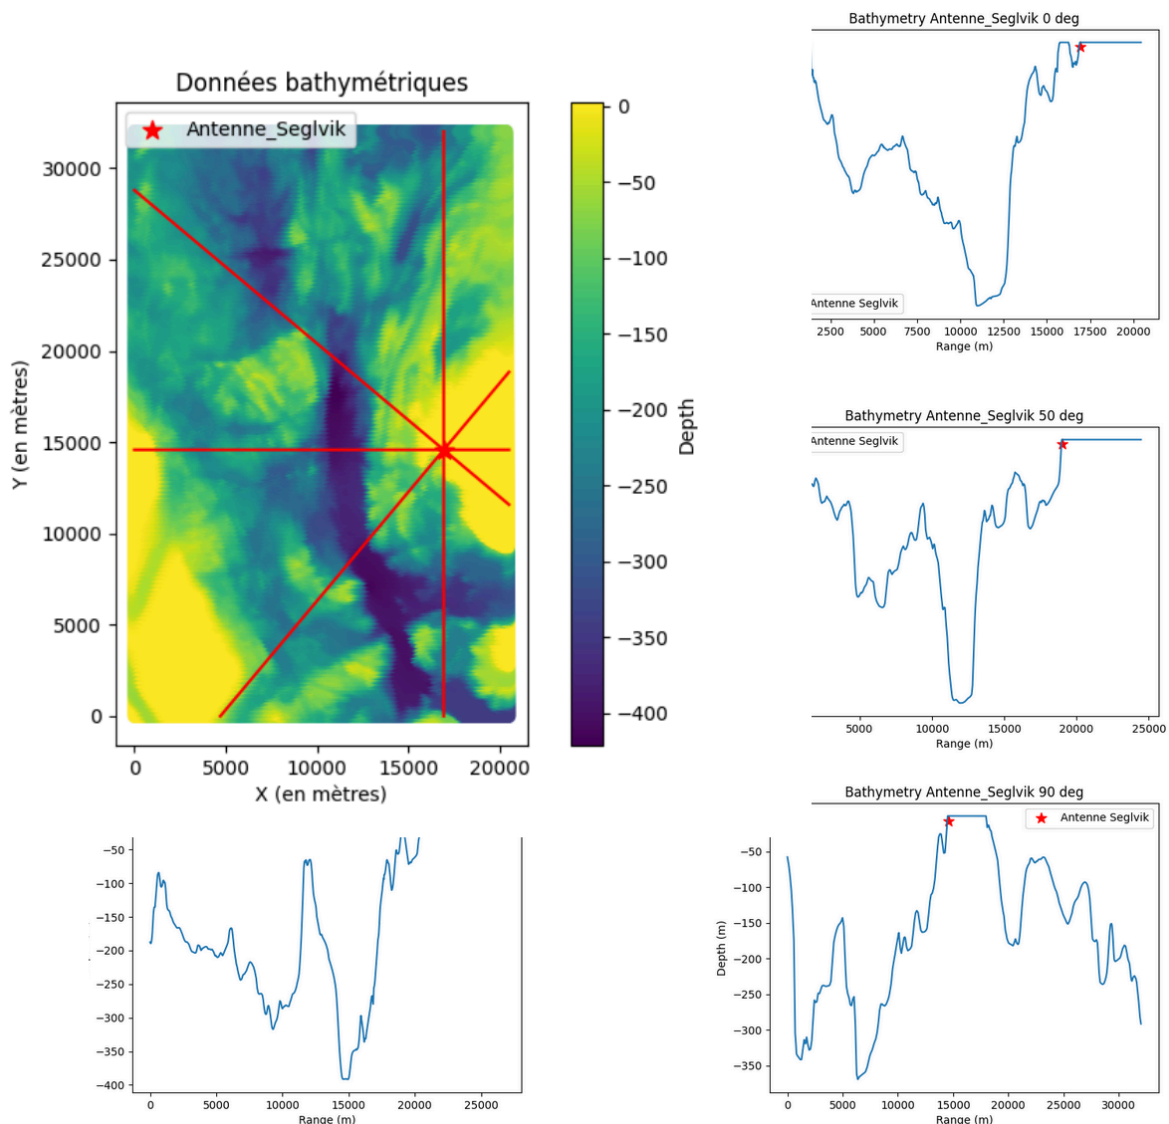 Bathymetry Antenne_Seglvik 0 deg
Données bathymétriques
Antenne_Seglvik
0
−50
−100
−150
−200
−250
−300
−350
−400
Depth
30000
25000
20000
15000
10000
5000
0
Y (en mètres)
0 5000 10000 15000 20000
X (en mètres)
Antenne Seglvik
2500 5000 7500 10000 12500 15000 17500 20000
Range (m)
Bathymetry Antenne_Seglvik 50 deg
Antenne Seglvik
5000 10000 15000 20000 25000
Range (m)
Bathymetry Antenne_Seglvik 90 deg
Antenne Seglvik
−50
−100
−150
−200
−250
−300
−350
Depth (m)
0 5000 10000 15000 20000 25000 30000
Range (m)
−50
−100
−150
−200
−250
−300
−350
−400
0 5000 10000 15000 20000 25000
Range (m)